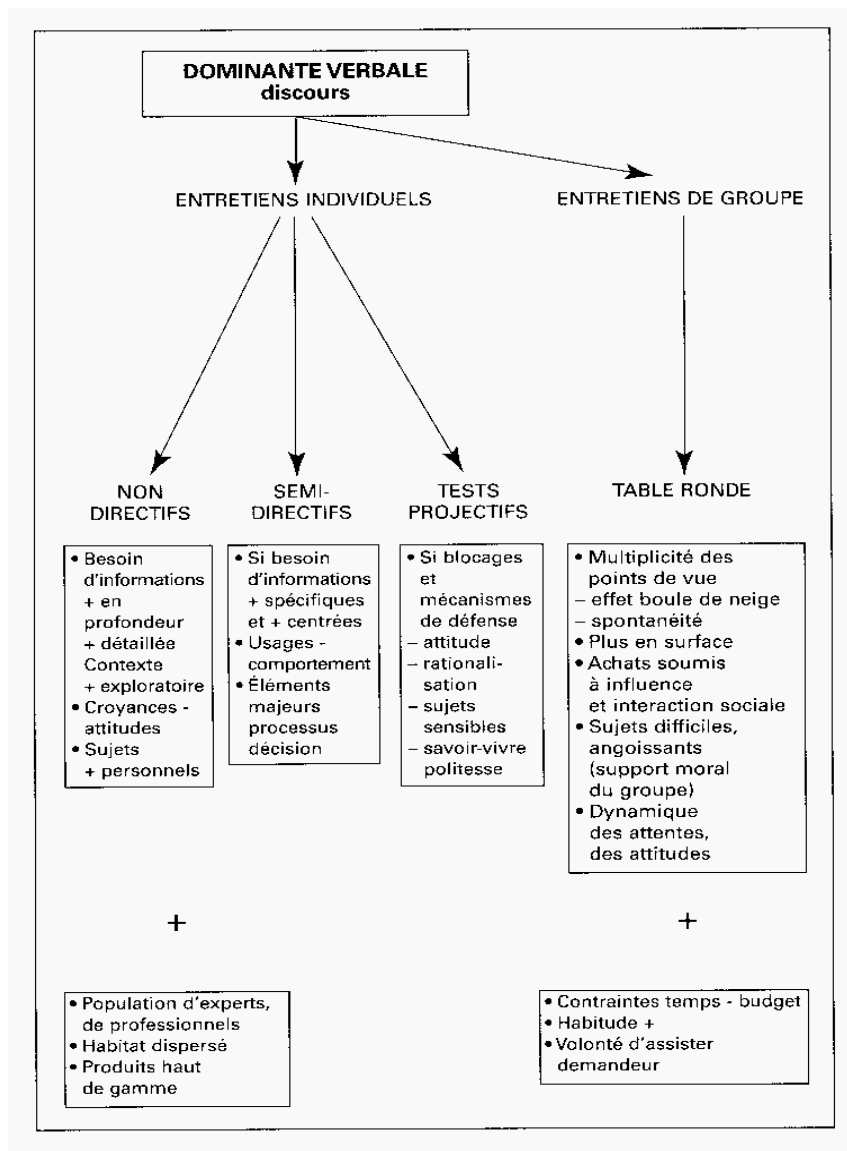 DOMINANTE VERBALE
discours
ENTRETIENS INDIVIDUELS
ENTRETIENS DE GROUPE
NON
DIRECTIFS
• Besoin
d'informations
+ en
profondeur
+ détaillée
Contexte
+ exploratoire
• Croyances -
attitudes
• Sujets
+ personnels
SEMI-
DIRECTIFS
• Si besoin
d'informations
+ spécifiques
et + centrées
• Usages -
comportement
• Éléments
majeurs
processus
décision
TESTS
PROJECTIFS
• Si blocages
et
mécanismes
de défense
– attitude
– rationali-
sation
– sujets
sensibles
– savoir-vivre
politesse
TABLE RONDE
• Multiplicité des
points de vue
– effet boule de neige
– spontanéité
• Plus en surface
• Achats soumis
à influence
et interaction sociale
• Sujets difficiles,
angoissants
(support moral
du groupe)
• Dynamique
des attentes,
des attitudes
+
+
• Population d'experts,
de professionnels
• Habitat dispersé
• Produits haut
de gamme
• Contraintes temps - budget
• Habitude +
• Volonté d'assister
demandeur